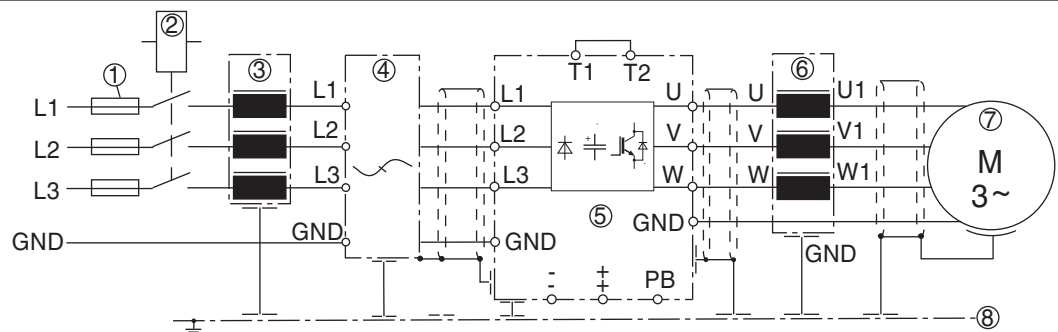 ②
T1 T2
① ③ ④ ⑥
L1 L1 L1 U U U1 ⑦
L2 L2 L2 V V V1 M
L3 L3 L3 W W W1 3~
⑤
GND GND GND GND GND
- + PB
- +
⑧